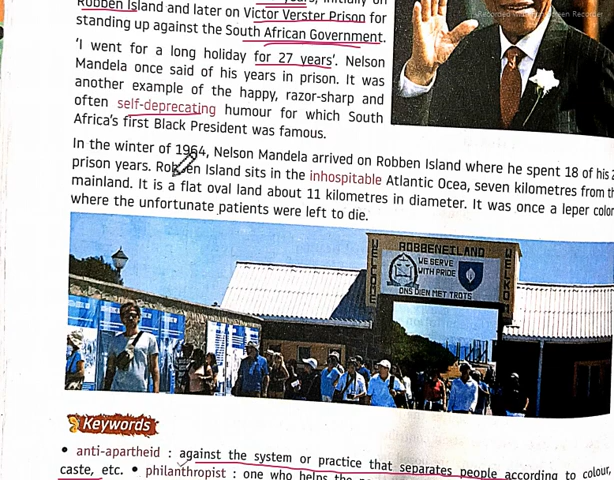 Robben Island and later on Victor Verster Prison for
standing up against the South African Government.
'I went for a long holiday for 27 years'. Nelson
Mandela once said of his years in prison. It was
another example of the happy, razor-sharp and
often self-deprecating humour for which South
Africa's first Black President was famous.
In the winter of 1964, Nelson Mandela arrived on Robben Island where he spent 18 of his
prison years. Robben Island sits in the inhospitable Atlantic Ocea, seven kilometres from
mainland. It is a flat oval land about 11 kilometres in diameter. It was once a leper
where the unfortunate patients were left to die.
ROBBENEILAND
WE SERVE
WITH PRIDE
ONS DIEN MET TROTS
WELCOME
WELKOM
Keywords
• anti-apartheid : against the system or practice that separates people according to colour,
caste, etc. • philanthropist : one who helps the